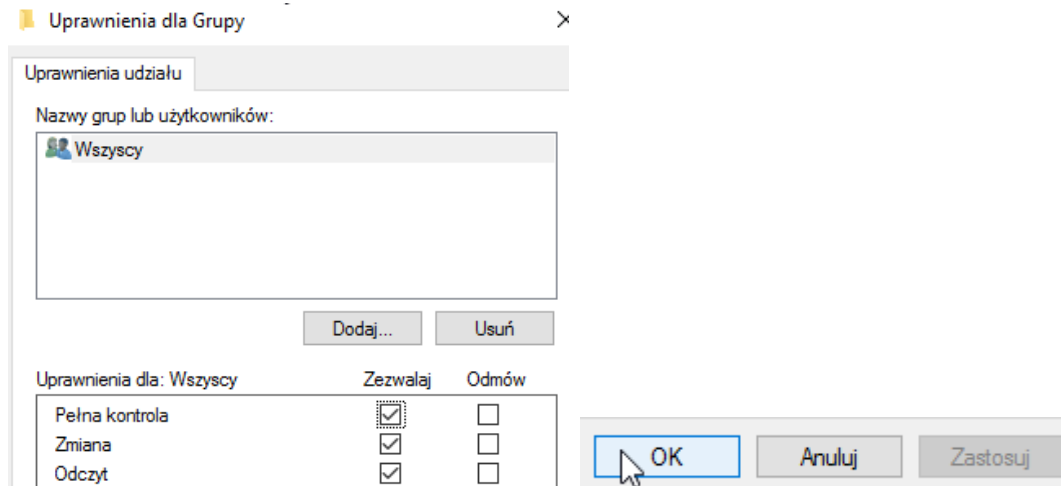 Uprawnienia dla Grupy
Uprawnienia udziału
Nazwy grup lub użytkowników:
Wszyscy
Dodaj... Usuń
Uprawnienia dla: Wszyscy Zezwalaj Odmów
Pełna kontrola
Zmiana
Odczyt
OK Anuluj Zastosuj